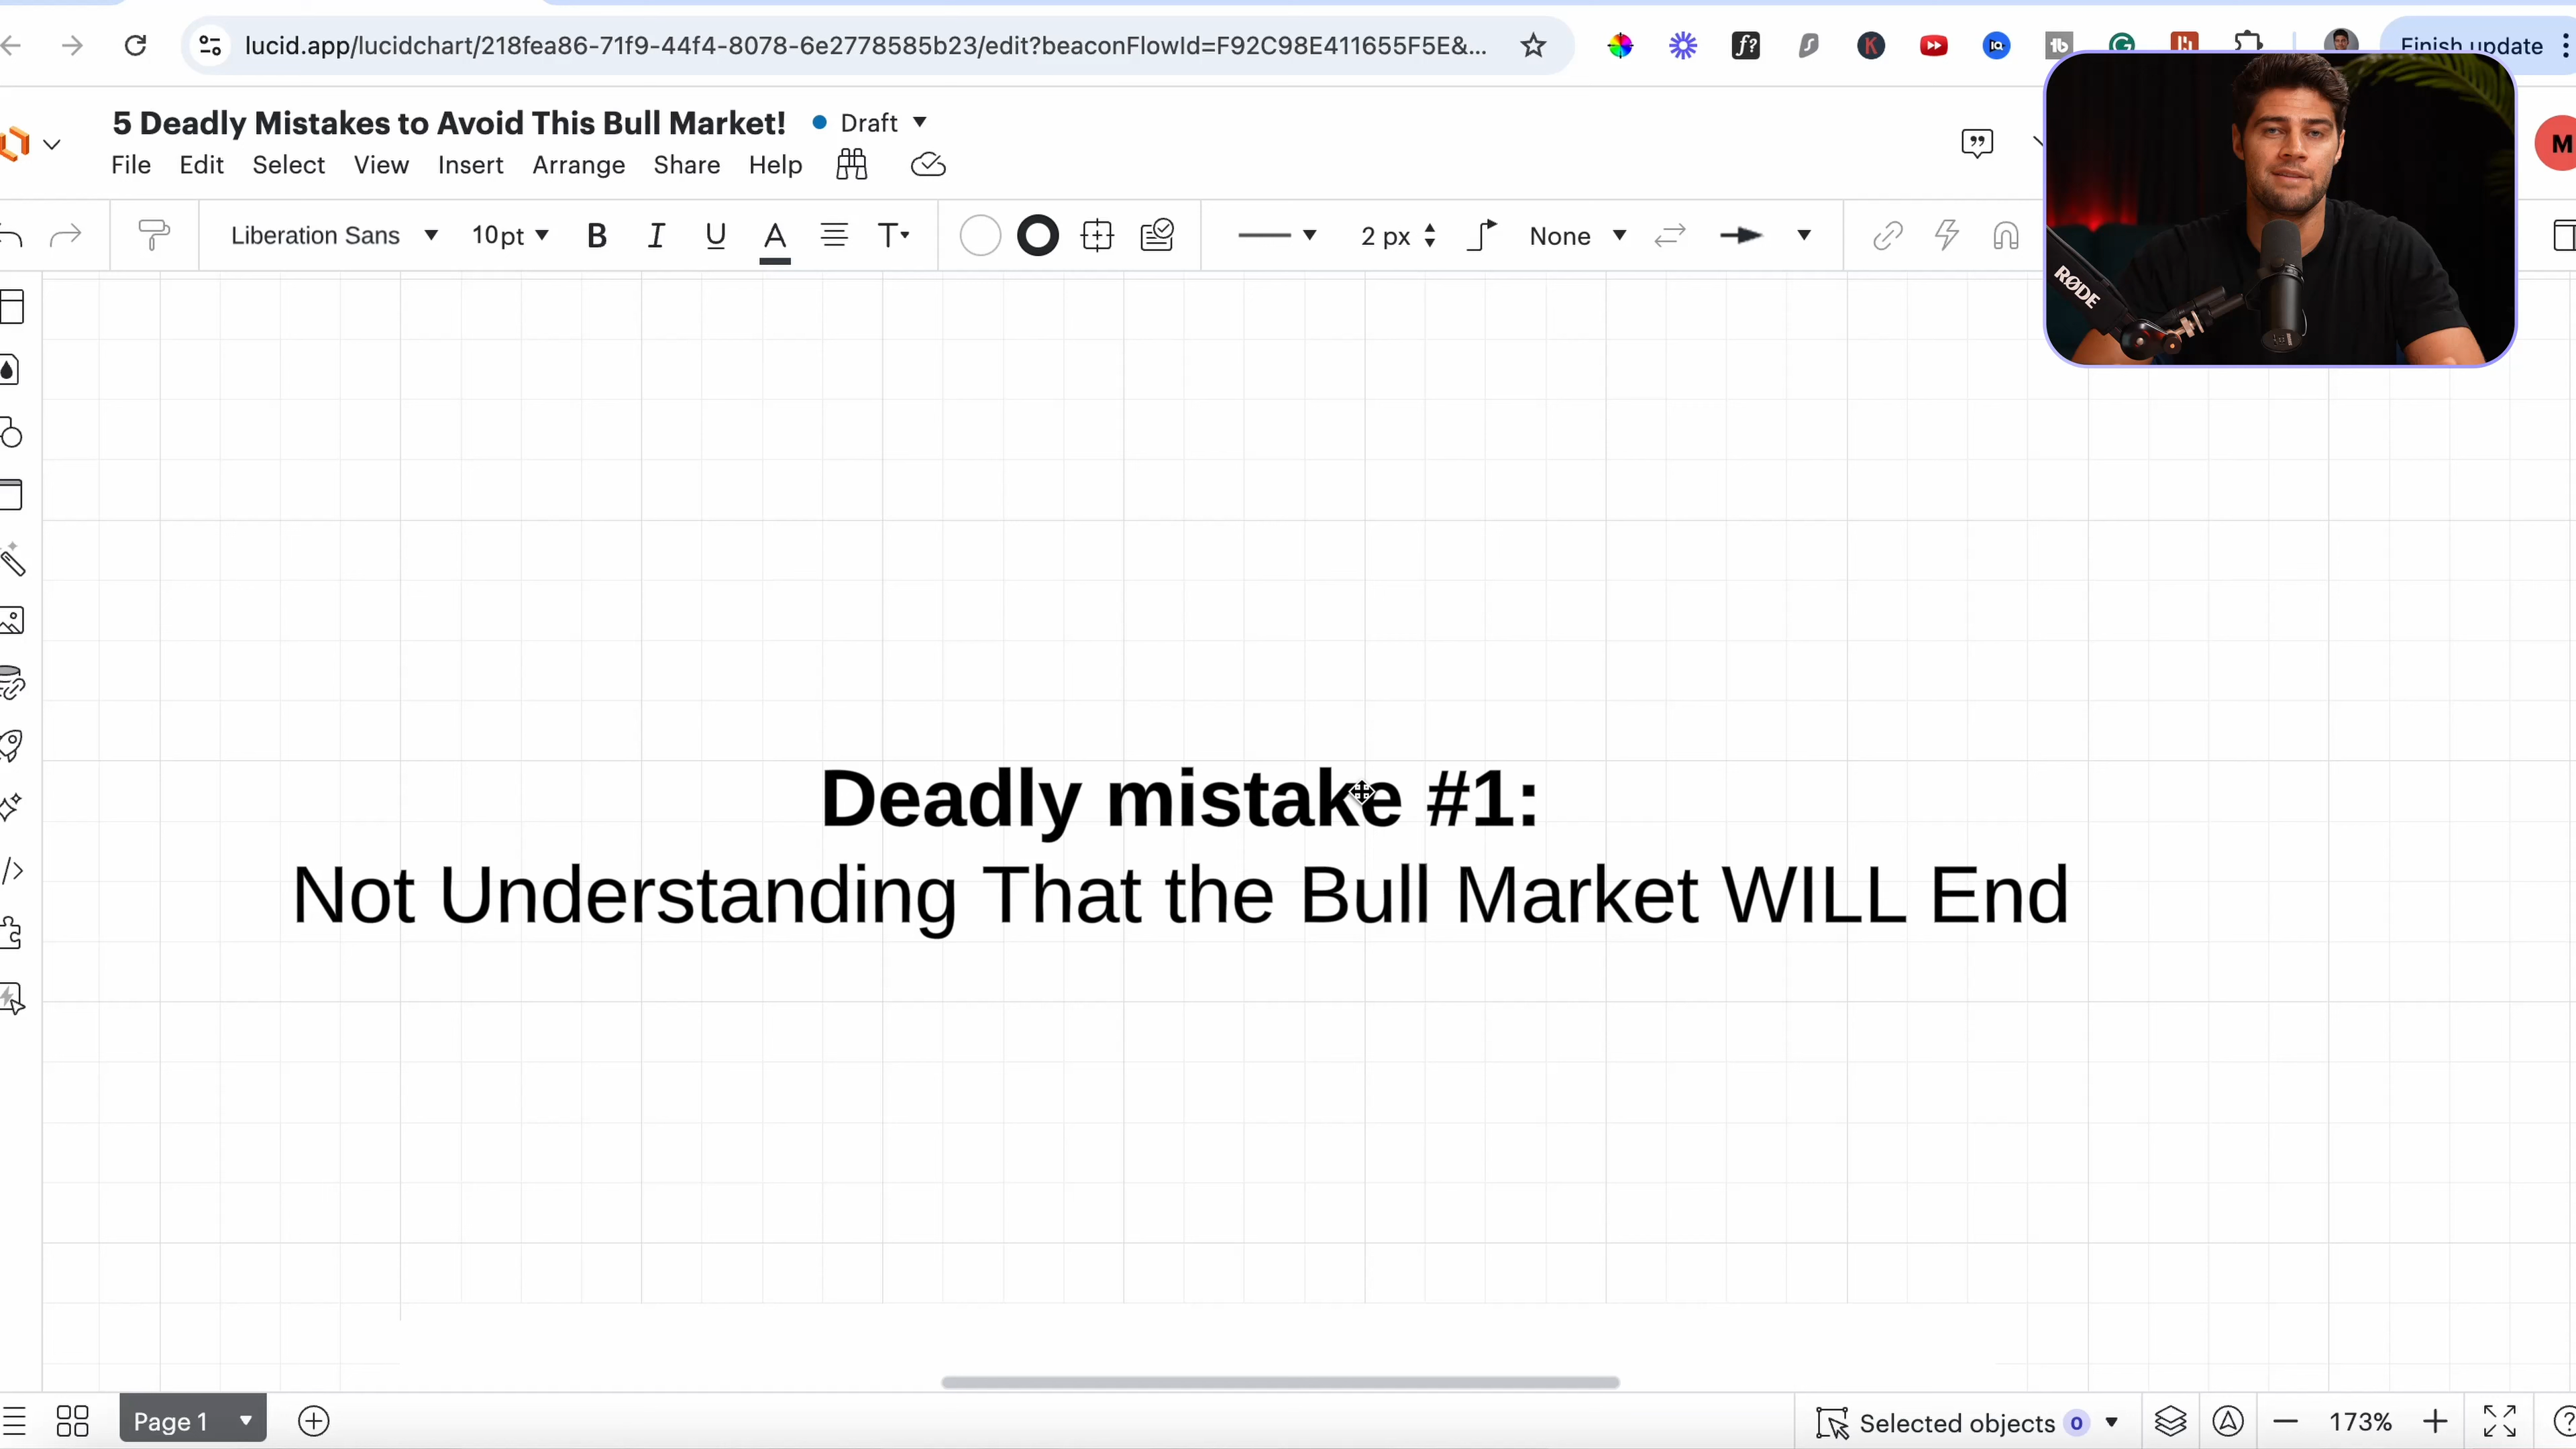 lucid.app/lucidchart/218fea86-71f9-44f4-8078-6e2778585b23/edit?beaconFlowId=F92C98E411655F5E&...
f?
K
IQ
tb
Finish update
5 Deadly Mistakes to Avoid This Bull Market!
Draft
M
File Edit Select View Insert Arrange Share Help
Liberation Sans 10pt B I U A T 2 px None
RØDE
Deadly mistake #1:
Not Understanding That the Bull Market WILL End
Page 1
Selected objects 0
173%